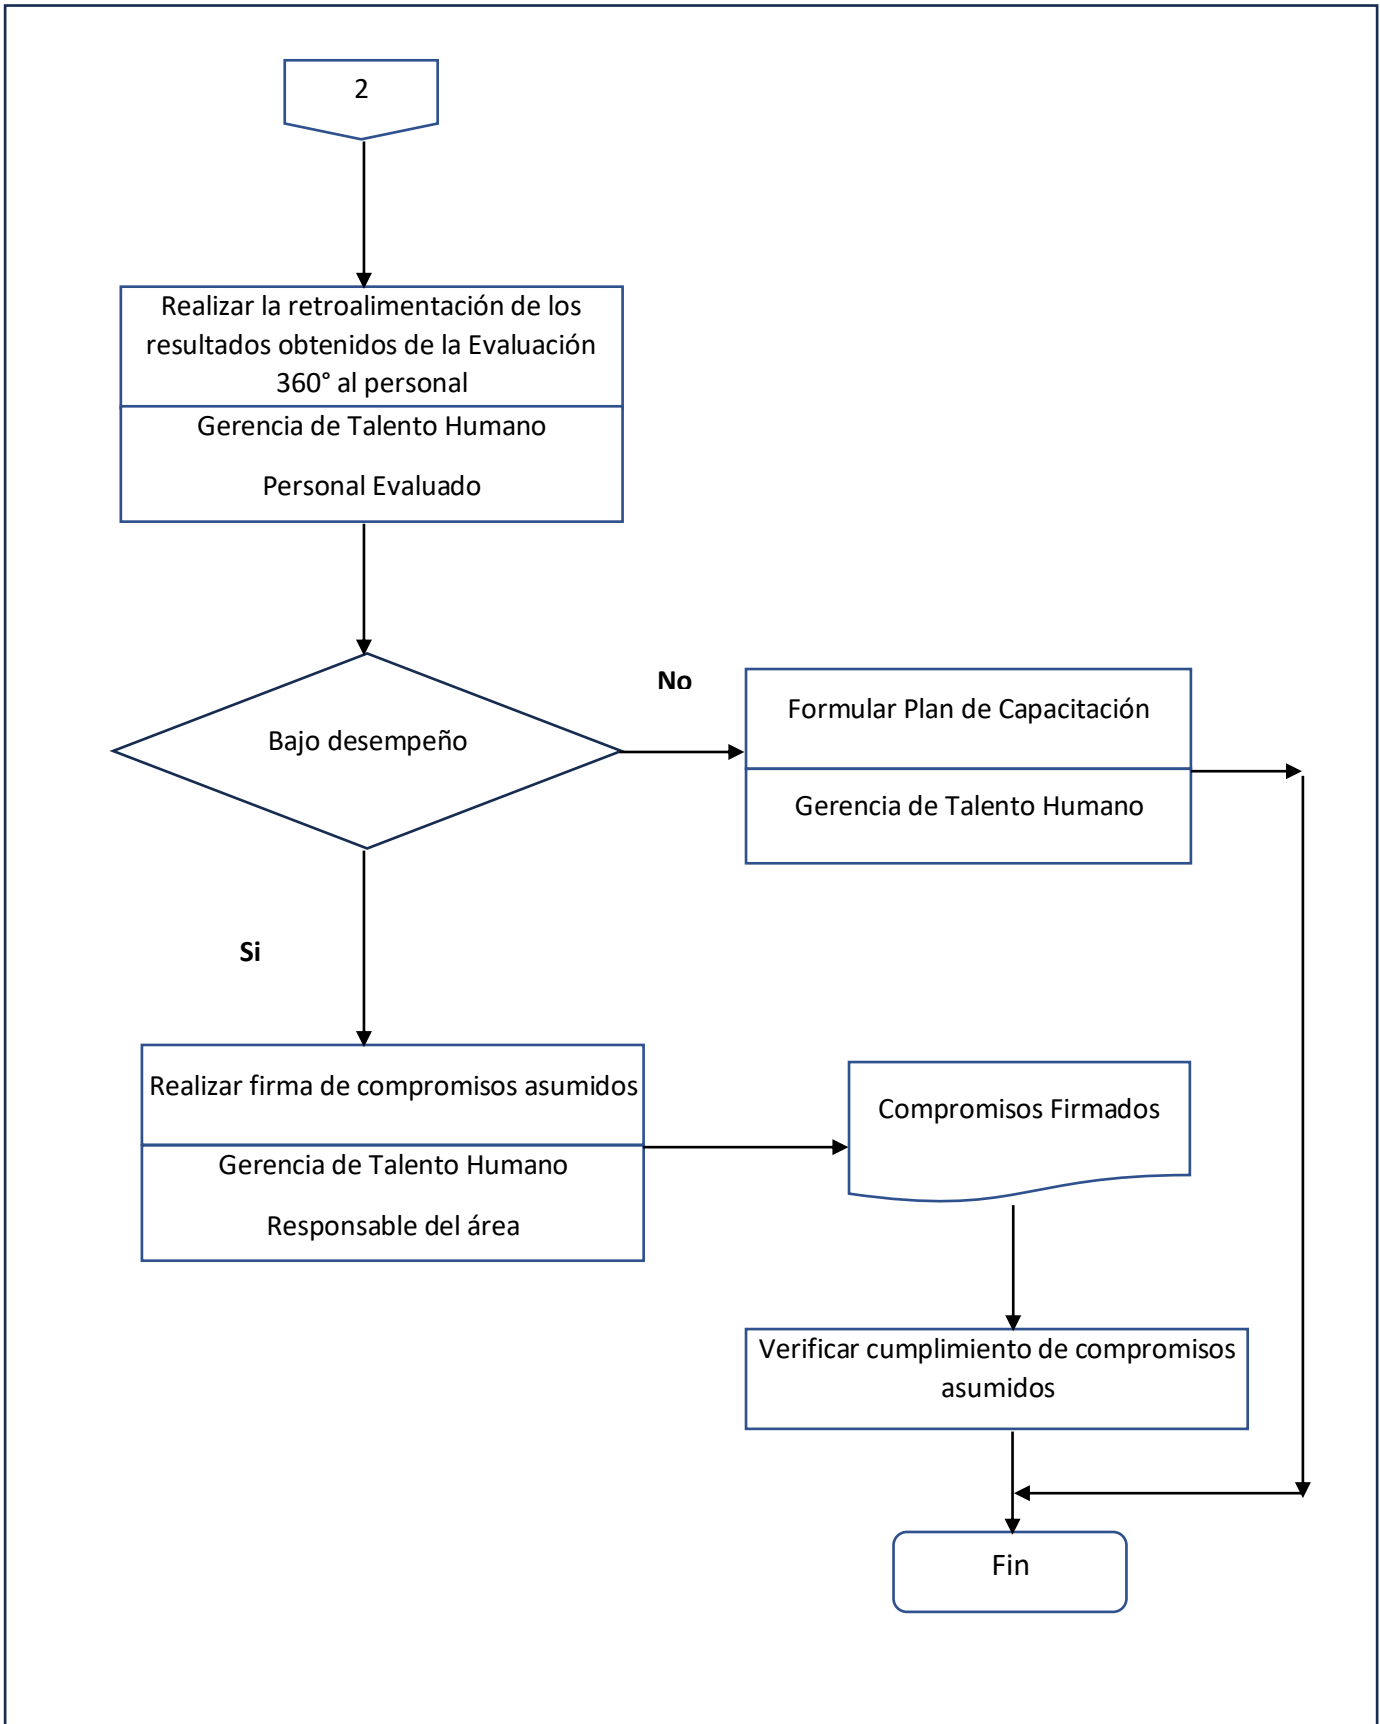 2
Realizar la retroalimentación de los
resultados obtenidos de la Evaluación
360° al personal
Gerencia de Talento Humano
Personal Evaluado
Bajo desempeño
No
Formular Plan de Capacitación
Gerencia de Talento Humano
Si
Realizar firma de compromisos asumidos
Gerencia de Talento Humano
Responsable del área
Compromisos Firmados
Verificar cumplimiento de compromisos
asumidos
Fin